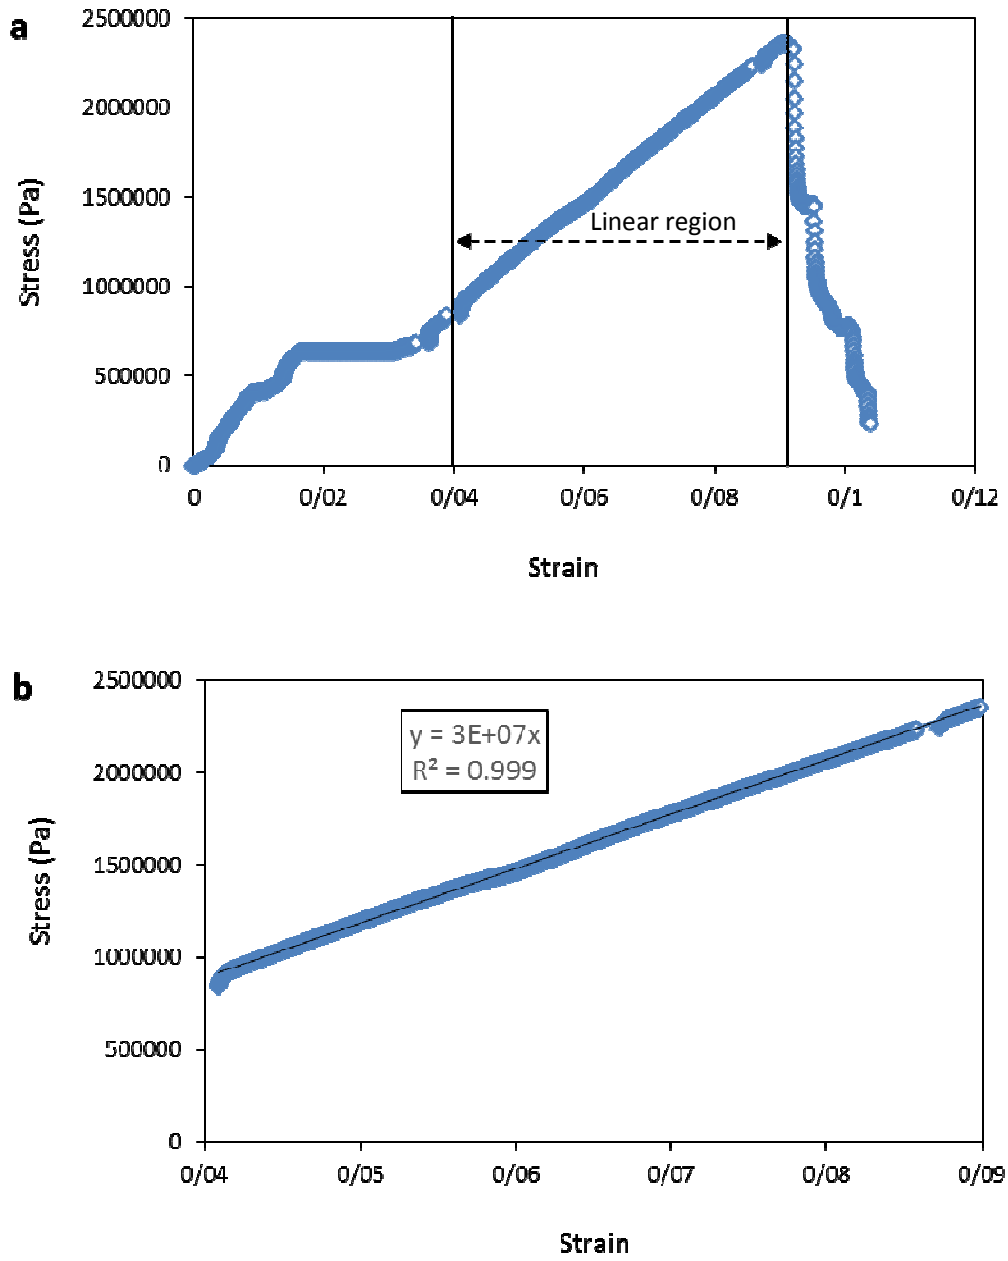 a
2500000
2000000
1500000
1000000
500000
0
Stress (Pa)
Linear region
0 0/02 0/04 0/06 0/08 0/1 0/12
Strain
b
2500000
2000000
1500000
1000000
500000
0
Stress (Pa)
y = 3E+07x
R² = 0.999
0/04 0/05 0/06 0/07 0/08 0/09
Strain